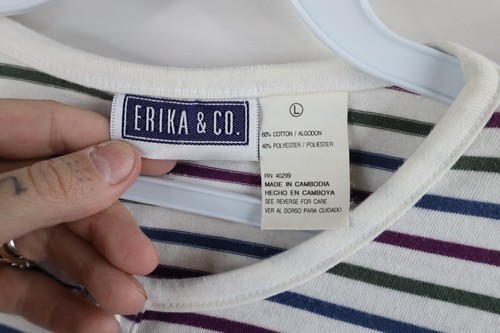 ERIKA & CO.
L
60% COTTON / ALGODON
40% POLYESTER / POLIESTER
RN 40299
MADE IN CAMBODIA
HECHO EN CAMBOYA
SEE REVERSE FOR CARE
VER AL DORSO PARA CUIDADO